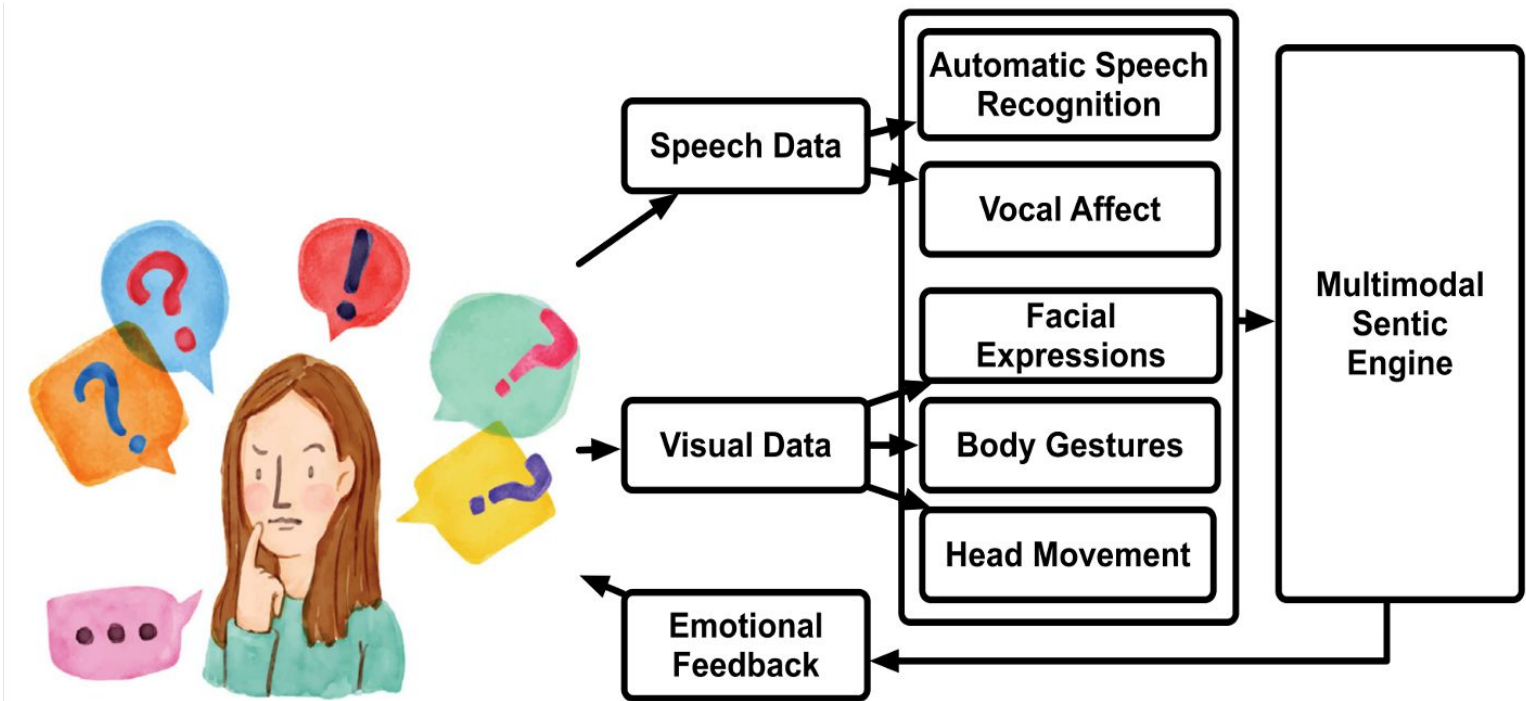 Automatic Speech
Recognition
Speech Data
Vocal Affect
Facial
Expressions
Multimodal
Sentic
Engine
Visual Data
Body Gestures
Head Movement
Emotional
Feedback
?
!
?
?
?
...